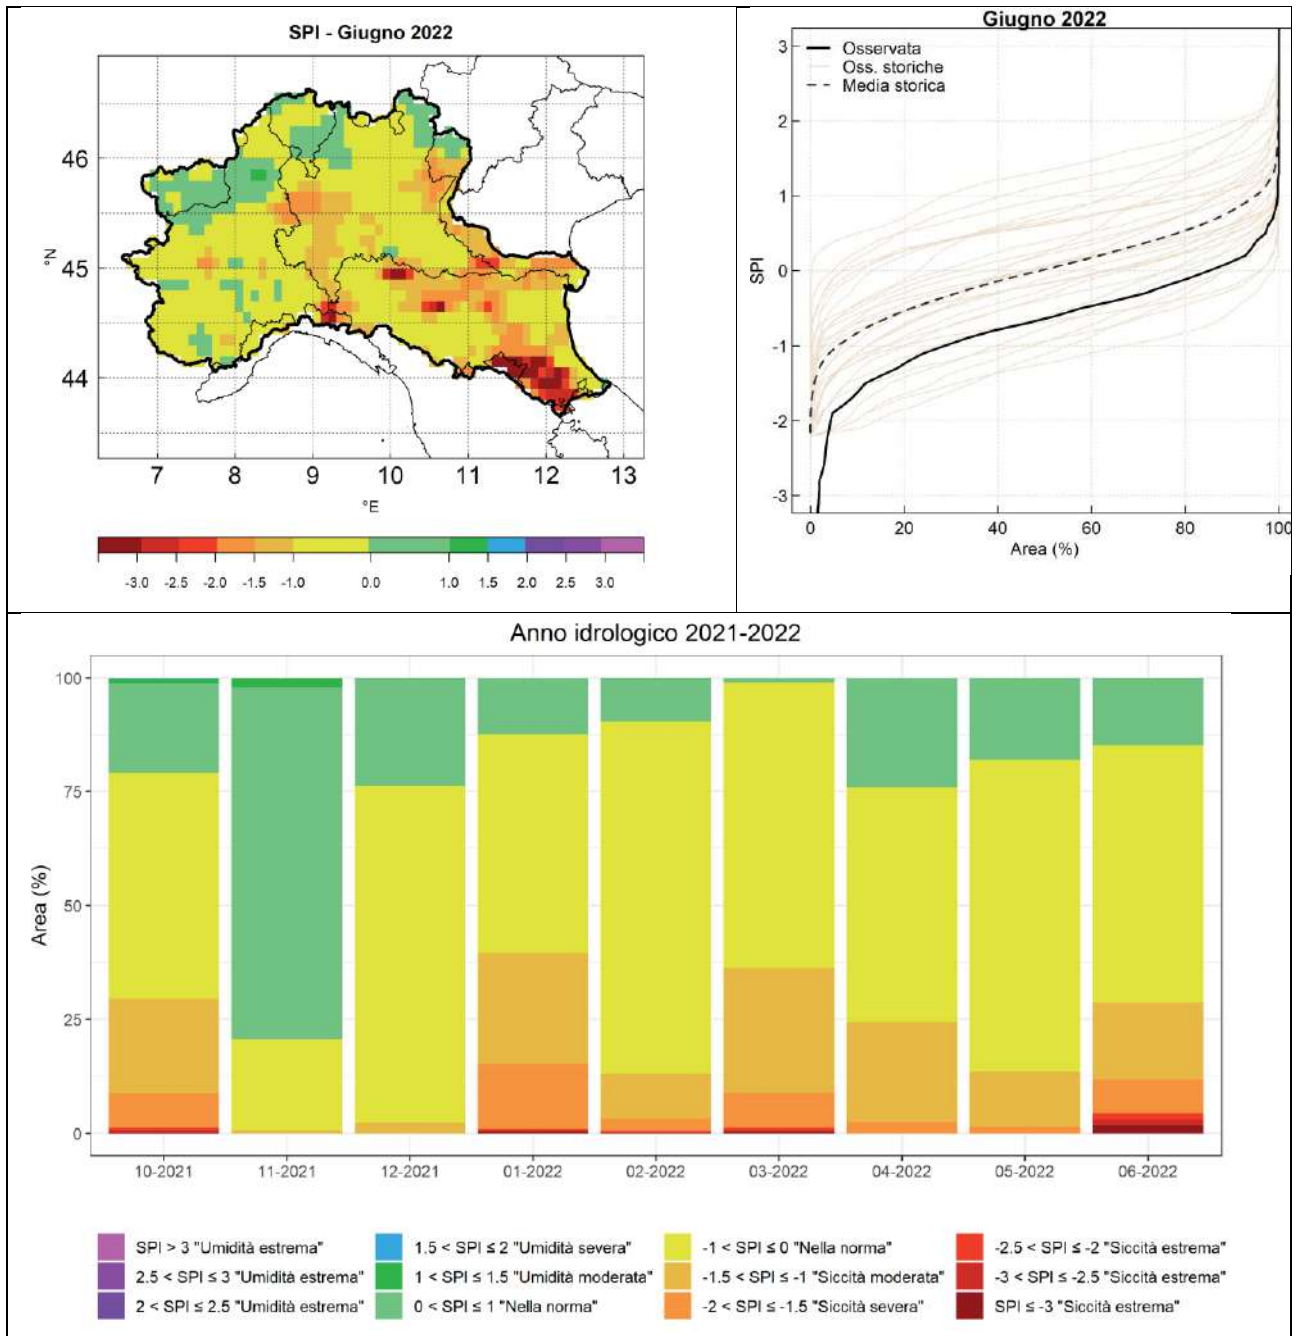 SPI - Giugno 2022
46
45
44
°N
7 8 9 10 11 12 13
°E
-3.0 -2.5 -2.0 -1.5 -1.0 0.0 1.0 1.5 2.0 2.5 3.0
Giugno 2022
Osservata
Oss. storiche
Media storica
3
2
1
0
-1
-2
-3
SPI
0 20 40 60 80 100
Area (%)
Anno idrologico 2021-2022
100
75
50
25
0
Area (%)
10-2021 11-2021 12-2021 01-2022 02-2022 03-2022 04-2022 05-2022 06-2022
SPI > 3 "Umidità estrema" 1.5 < SPI ≤ 2 "Umidità severa" -1 < SPI ≤ 0 "Nella norma" -2.5 < SPI ≤ -2 "Siccità estrema"
2.5 < SPI ≤ 3 "Umidità estrema" 1 < SPI ≤ 1.5 "Umidità moderata" -1.5 < SPI ≤ -1 "Siccità moderata" -3 < SPI ≤ -2.5 "Siccità estrema"
2 < SPI ≤ 2.5 "Umidità estrema" 0 < SPI ≤ 1 "Nella norma" -2 < SPI ≤ -1.5 "Siccità severa" SPI ≤ -3 "Siccità estrema"